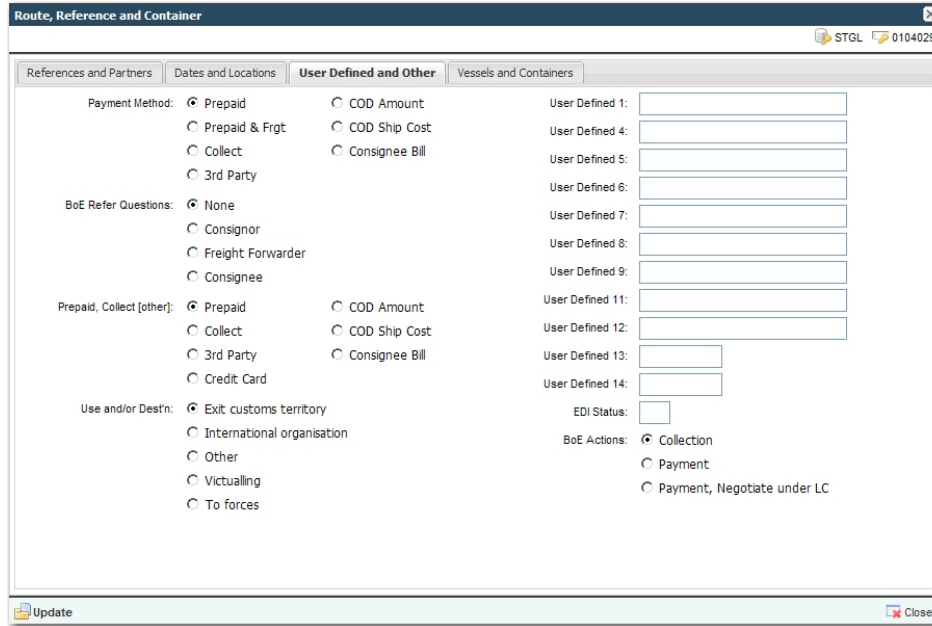 Route, Reference and Container
STGL 0104029
References and Partners Dates and Locations User Defined and Other Vessels and Containers
Payment Method: Prepaid COD Amount
Prepaid & Frgt COD Ship Cost
Collect Consignee Bill
3rd Party
BoE Refer Questions: None
Consignor
Freight Forwarder
Consignee
Prepaid, Collect [other]: Prepaid COD Amount
Collect COD Ship Cost
3rd Party Consignee Bill
Credit Card
Use and/or Dest'n: Exit customs territory
International organisation
Other
Victualling
To forces
User Defined 1:
User Defined 4:
User Defined 5:
User Defined 6:
User Defined 7:
User Defined 8:
User Defined 9:
User Defined 11:
User Defined 12:
User Defined 13:
User Defined 14:
EDI Status:
BoE Actions: Collection
Payment
Payment, Negotiate under LC
Update Close